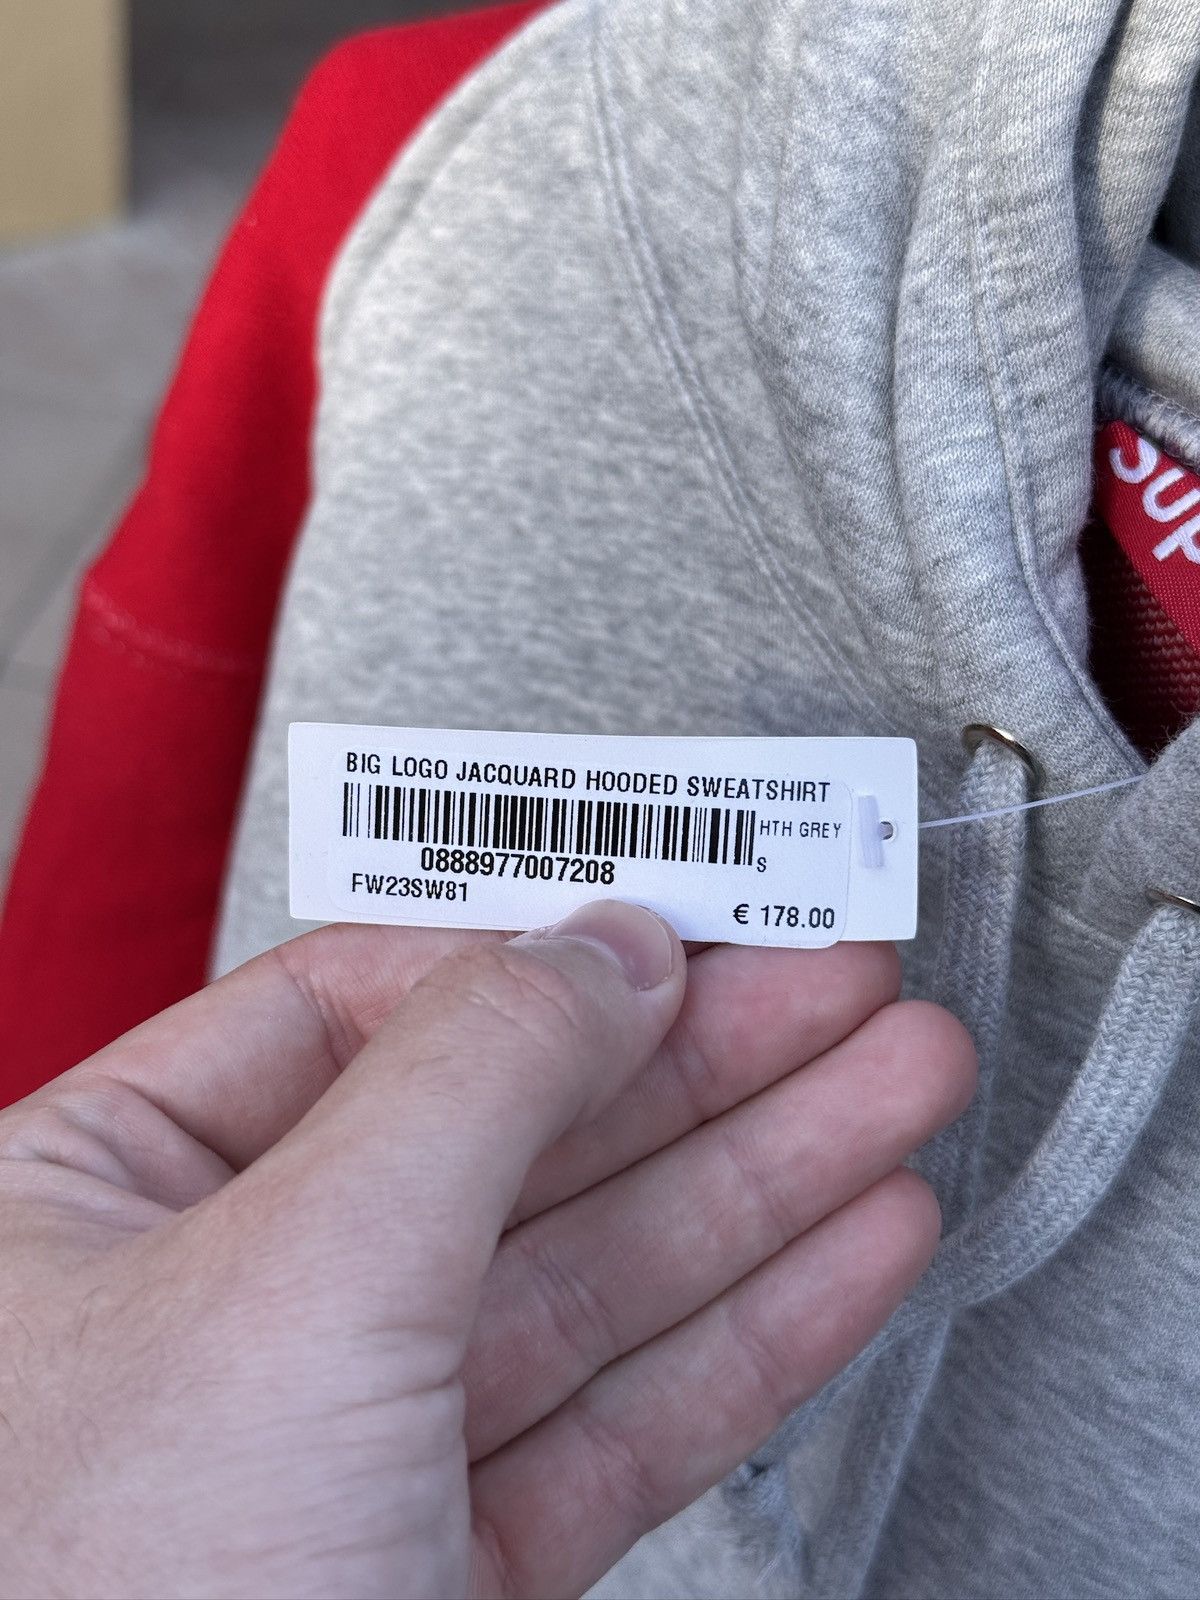 Sup
BIG LOGO JACQUARD HOODED SWEATSHIRT
HTH GREY
S
0888977007208
FW23SW81
€ 178.00